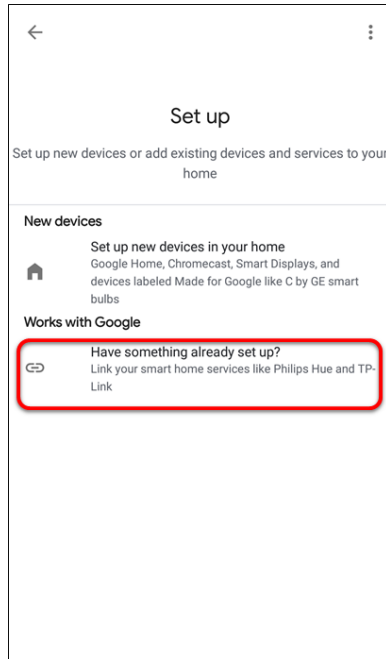 Set up
Set up new devices or add existing devices and services to your
home
New devices
Set up new devices in your home
Google Home, Chromecast, Smart Displays, and
devices labeled Made for Google like C by GE smart
bulbs
Works with Google
Have something already set up?
Link your smart home services like Philips Hue and TP-
Link